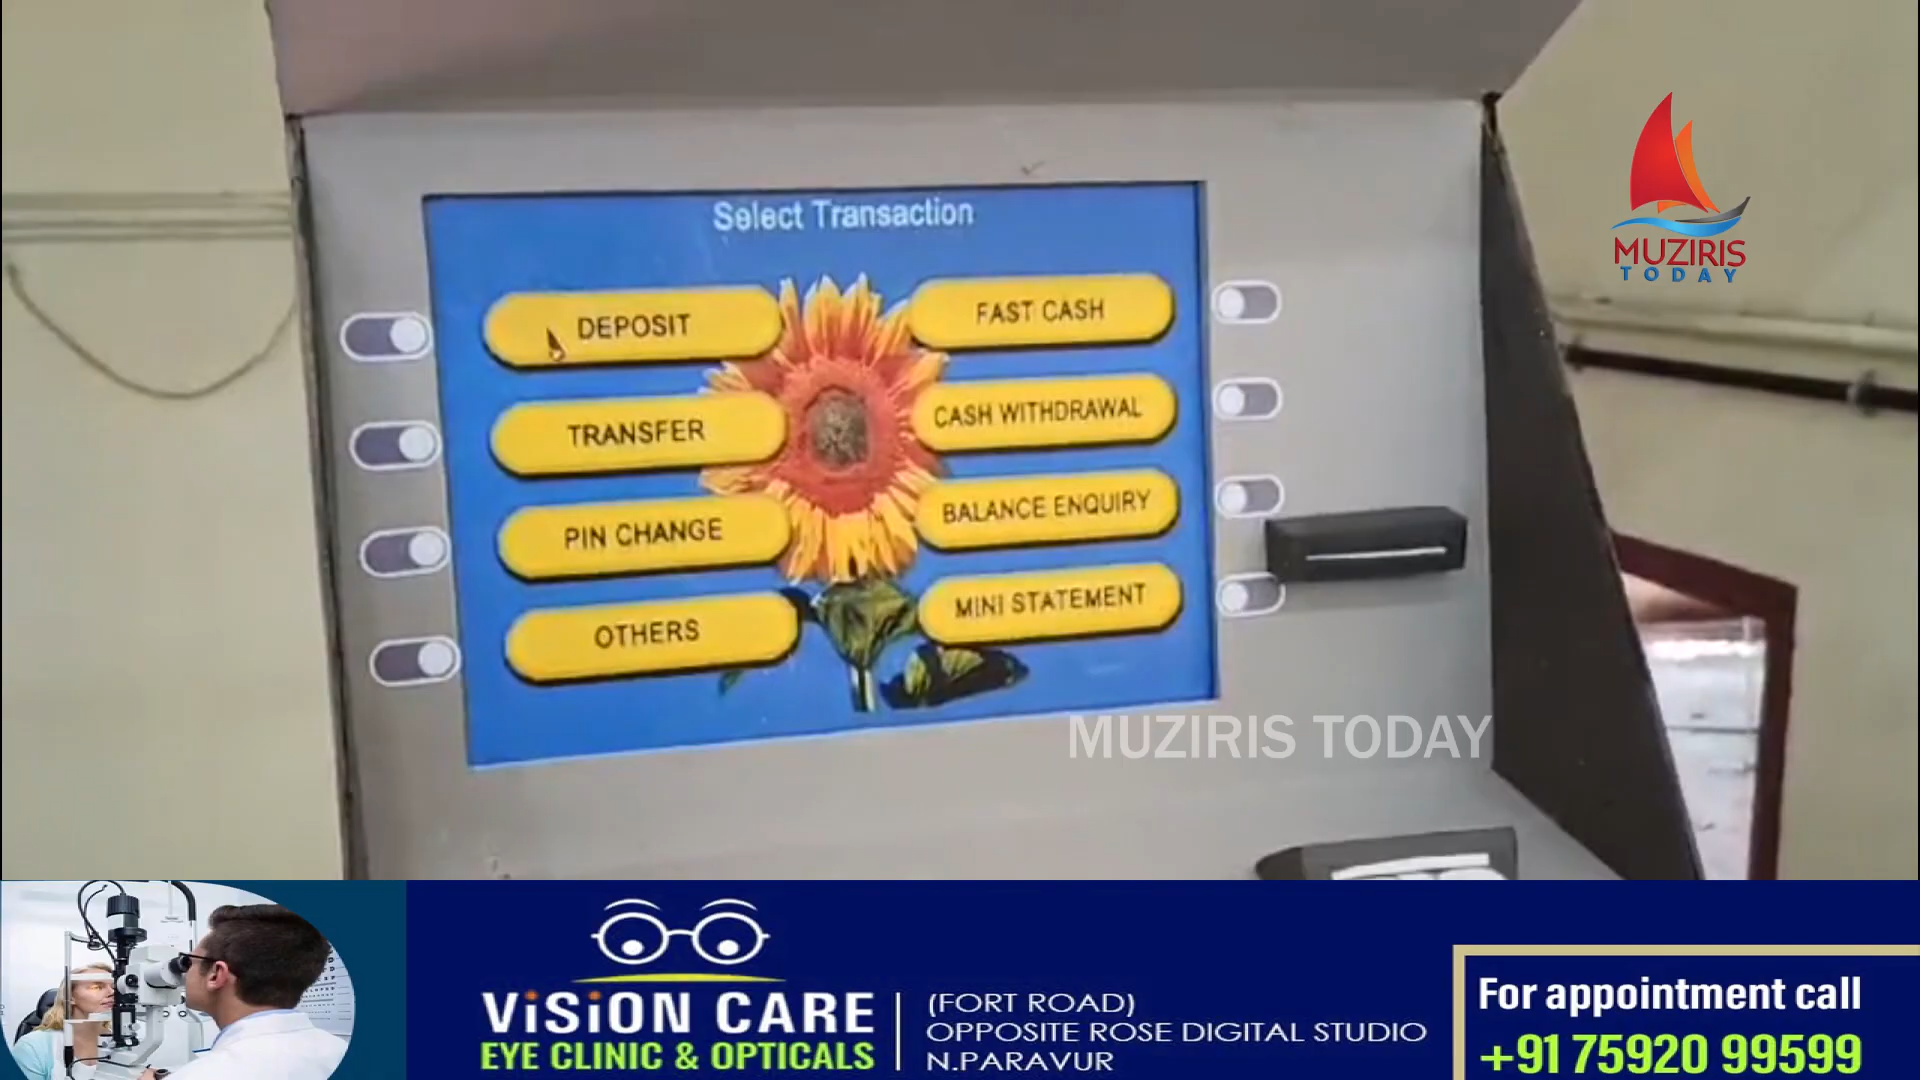 Select Transaction
DEPOSIT
FAST CASH
TRANSFER
CASH WITHDRAWAL
PIN CHANGE
BALANCE ENQUIRY
OTHERS
MINI STATEMENT
MUZIRIS
TODAY
MUZIRIS TODAY
ViSiON CARE
EYE CLINIC & OPTICALS
(FORT ROAD)
OPPOSITE ROSE DIGITAL STUDIO
N.PARAVUR
For appointment call
+91 75920 99599